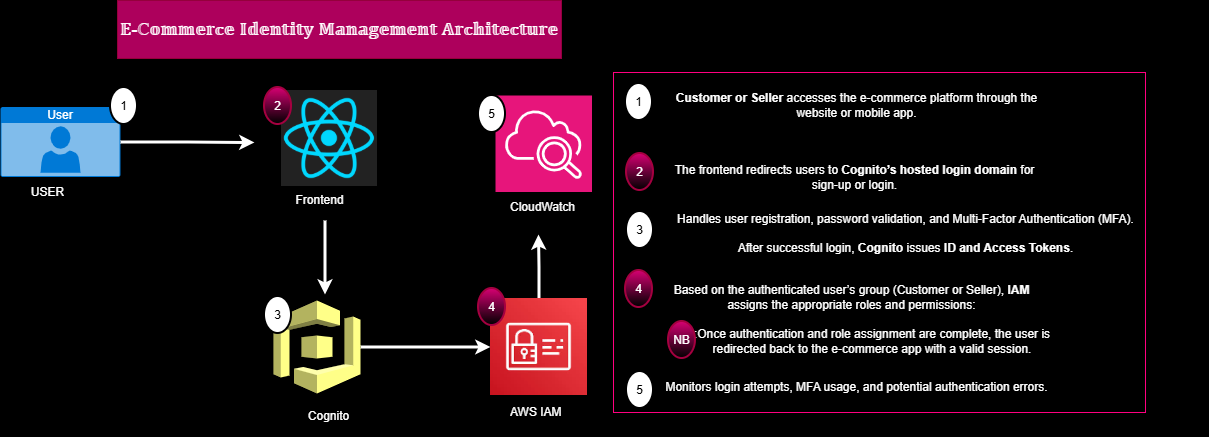 E-Commerce Identity Management Architecture
1
User
USER
2
Frontend
5
CloudWatch
3
Cognito
4
AWS IAM
1
Customer or Seller accesses the e-commerce platform through the
website or mobile app.
2
The frontend redirects users to Cognito’s hosted login domain for
sign-up or login.
3
Handles user registration, password validation, and Multi-Factor Authentication (MFA).
After successful login, Cognito issues ID and Access Tokens.
4
Based on the authenticated user’s group (Customer or Seller), IAM
assigns the appropriate roles and permissions:
NB
:Once authentication and role assignment are complete, the user is
redirected back to the e-commerce app with a valid session.
5
Monitors login attempts, MFA usage, and potential authentication errors.